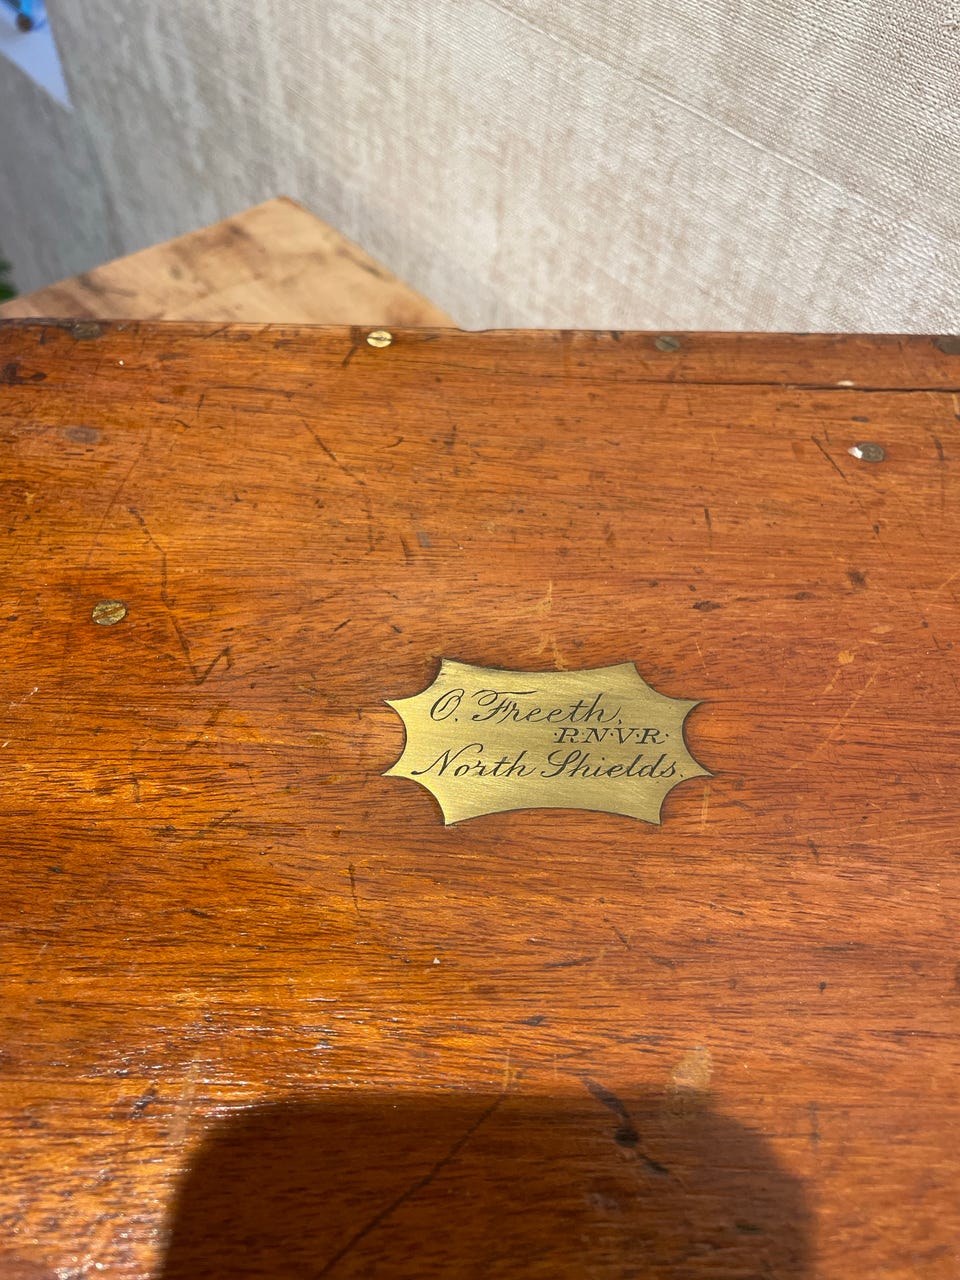 O. Freeth,
·R·N·V·R·
North Shields.